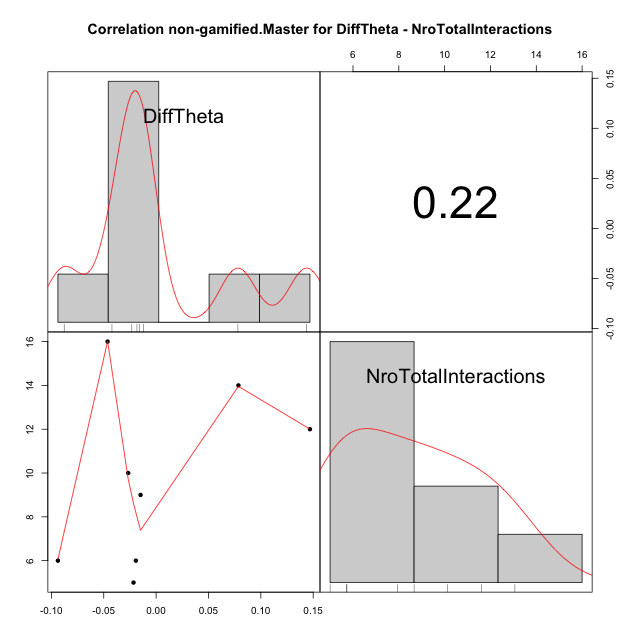 Correlation non-gamified.Master for DiffTheta - NroTotalInteractions
6 8 10 12 14 16
DiffTheta
0.22
-0.10 -0.05 0.00 0.05 0.10 0.15
NroTotalInteractions
6 8 10 12 14 16
-0.10 -0.05 0.00 0.05 0.10 0.15